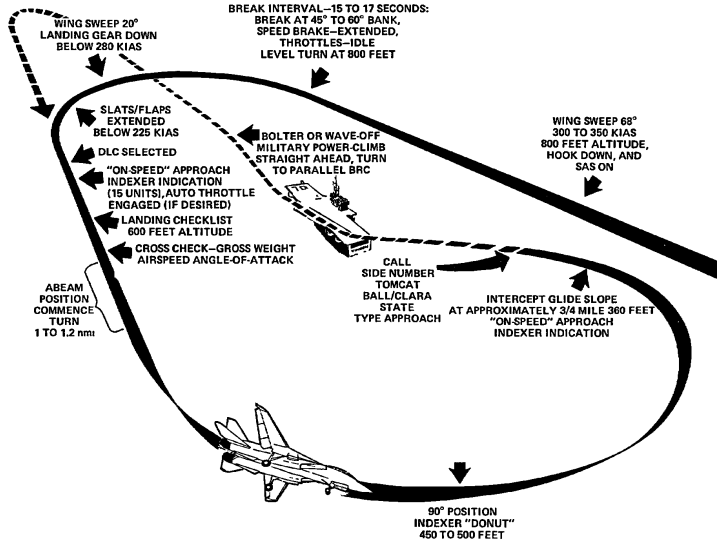 BREAK INTERVAL—15 TO 17 SECONDS:
BREAK AT 45° TO 60° BANK,
SPEED BRAKE—EXTENDED,
THROTTLES—IDLE
LEVEL TURN AT 800 FEET
WING SWEEP 20°
LANDING GEAR DOWN
BELOW 280 KIAS
SLATS/FLAPS
EXTENDED
BELOW 225 KIAS
DLC SELECTED
"ON-SPEED" APPROACH
INDEXER INDICATION
(15 UNITS), AUTO THROTTLE
ENGAGED (IF DESIRED)
LANDING CHECKLIST
600 FEET ALTITUDE
CROSS CHECK—GROSS WEIGHT
AIRSPEED ANGLE-OF-ATTACK
ABEAM
POSITION
COMMENCE
TURN
1 TO 1.2 nmi
BOLTER OR WAVE-OFF
MILITARY POWER-CLIMB
STRAIGHT AHEAD, TURN
TO PARALLEL BRC
WING SWEEP 68°
300 TO 350 KIAS
800 FEET ALTITUDE,
HOOK DOWN, AND
SAS ON
CALL
SIDE NUMBER
TOMCAT
BALL/CLARA
STATE
TYPE APPROACH
INTERCEPT GLIDE SLOPE
AT APPROXIMATELY 3/4 MILE 360 FEET
"ON-SPEED" APPROACH
INDEXER INDICATION
90° POSITION
INDEXER "DONUT"
450 TO 500 FEET